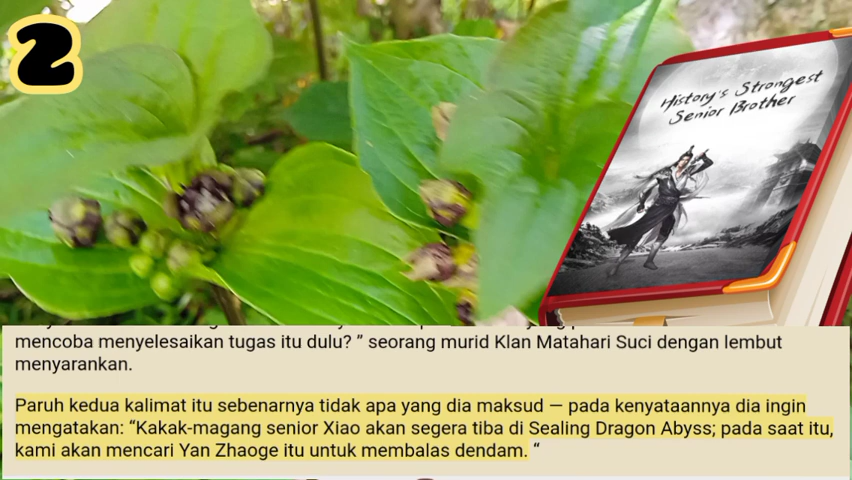 2
History's Strongest
Senior Brother
mencoba menyelesaikan tugas itu dulu? ” seorang murid Klan Matahari Suci dengan lembut
menyarankan.
Paruh kedua kalimat itu sebenarnya tidak apa yang dia maksud — pada kenyataannya dia ingin
mengatakan: “Kakak-magang senior Xiao akan segera tiba di Sealing Dragon Abyss; pada saat itu,
kami akan mencari Yan Zhaoge itu untuk membalas dendam. “